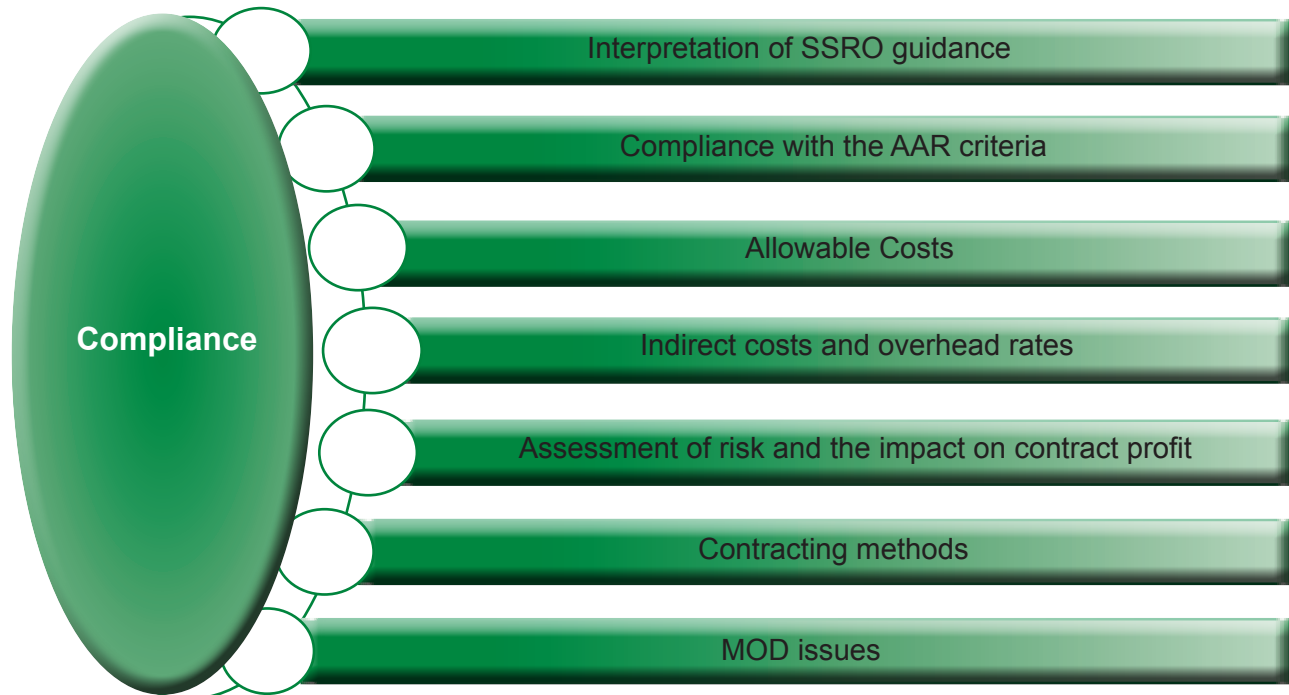 Interpretation of SSRO guidance
Compliance with the AAR criteria
Allowable Costs
Compliance
Indirect costs and overhead rates
Assessment of risk and the impact on contract profit
Contracting methods
MOD issues